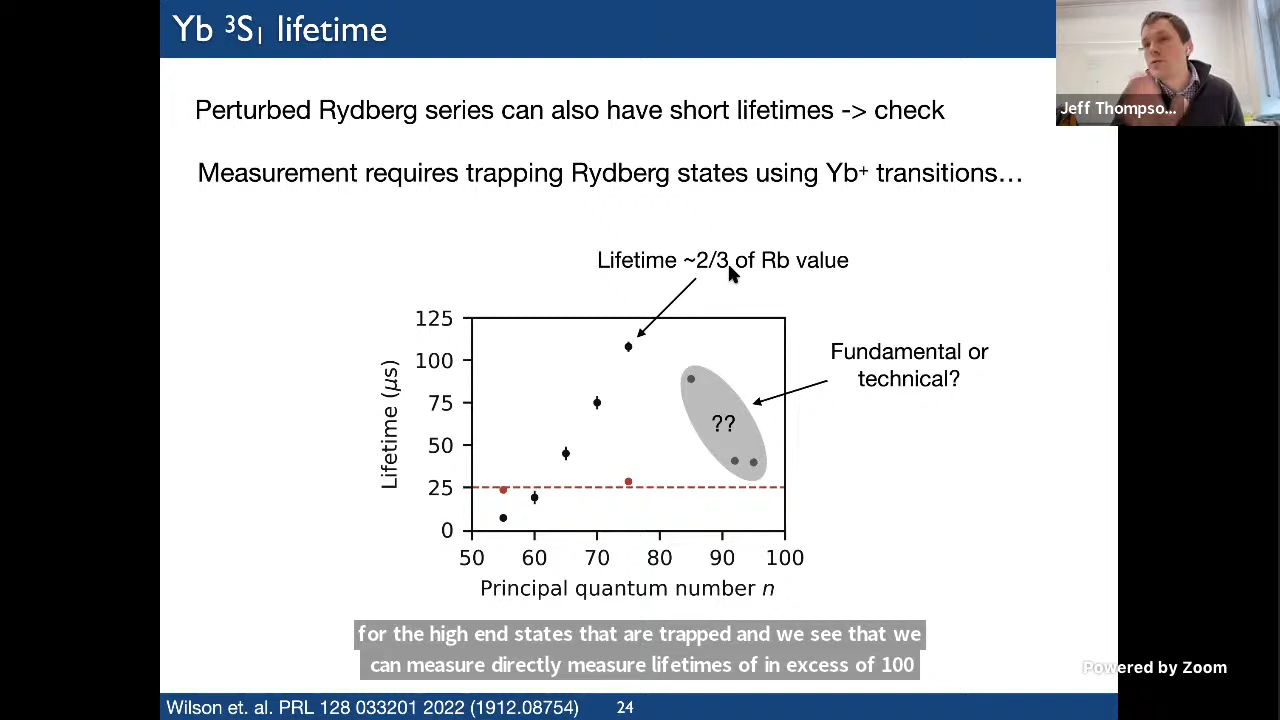 Yb ³S₁ lifetime
Jeff Thompso...
Perturbed Rydberg series can also have short lifetimes -> check
Measurement requires trapping Rydberg states using Yb⁺ transitions…
Lifetime ~2/3 of Rb value
Fundamental or
technical?
??
125
100
75
50
25
0
Lifetime (μs)
50 60 70 80 90 100
Principal quantum number n
for the high end states that are trapped and we see that we
can measure directly measure lifetimes of in excess of 100
Powered by Zoom
Wilson et. al. PRL 128 033201 2022 (1912.08754) 24